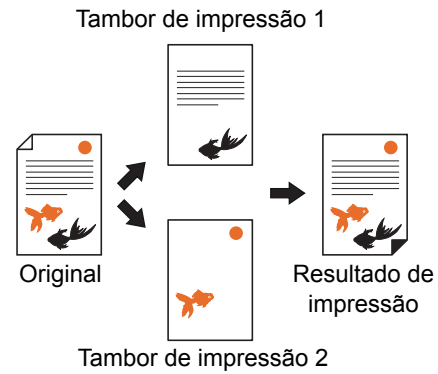 Tambor de impressão 1
Original
Resultado de
impressão
Tambor de impressão 2